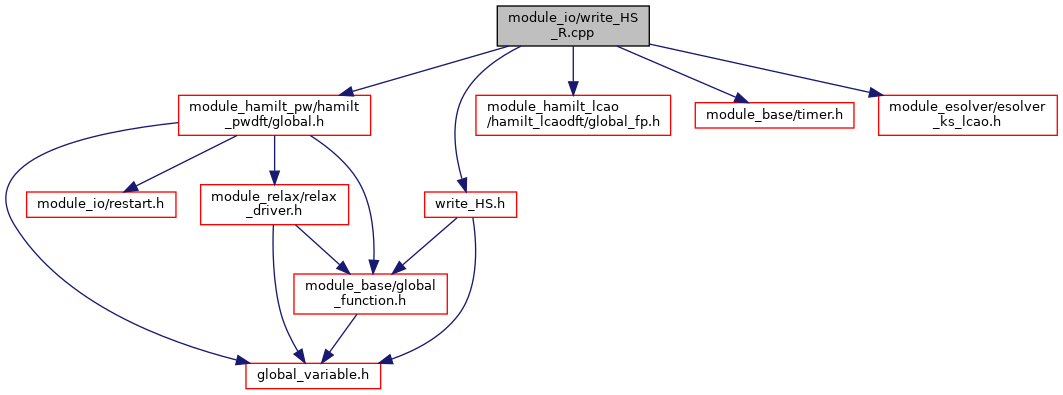 module_io/write_HS
_R.cpp
module_hamilt_pw/hamilt
_pwdft/global.h
module_hamilt_lcao
/hamilt_lcaodft/global_fp.h
module_base/timer.h
module_esolver/esolver
_ks_lcao.h
module_io/restart.h
module_relax/relax
_driver.h
write_HS.h
module_base/global
_function.h
global_variable.h